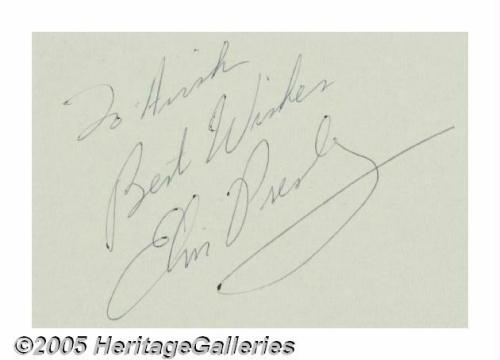 To Hirsh
Best Wishes
Elvis Presley
©2005 HeritageGalleries